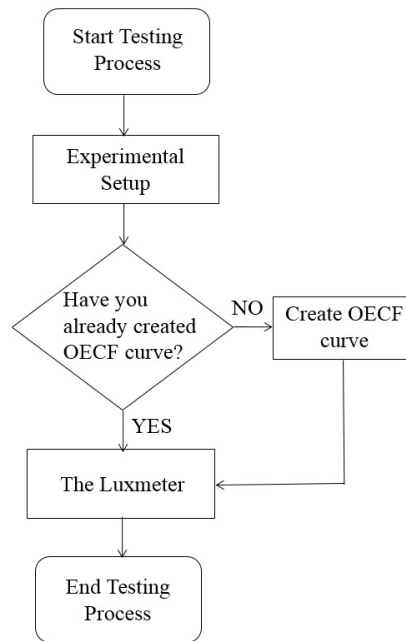 Start Testing
Process
Experimental
Setup
Have you
already created
OECF curve?
NO
Create OECF
curve
YES
The Luxmeter
End Testing
Process